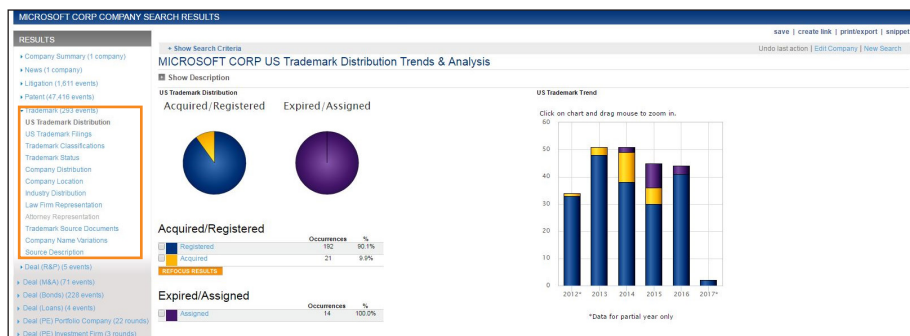 MICROSOFT CORP COMPANY SEARCH RESULTS
save | create link | print/export | snippet
RESULTS
+ Show Search Criteria
Undo last action | Edit Company | New Search
Company Summary (1 company)
News (1 company)
Litigation (1,611 events)
Patent (47,416 events)
Trademark (293 events)
US Trademark Distribution
US Trademark Filings
Trademark Classifications
Trademark Status
Company Distribution
Company Location
Industry Distribution
Law Firm Representation
Attorney Representation
Trademark Source Documents
Company Name Variations
Source Description
Deal (R&P) (5 events)
Deal (M&A) (71 events)
Deal (Bonds) (228 events)
Deal (Loans) (4 events)
Deal (PE) Portfolio Company (22 rounds)
Deal (PE) Investment Firm (3 rounds)
MICROSOFT CORP US Trademark Distribution Trends & Analysis
Show Description
US Trademark Distribution
Acquired/Registered Expired/Assigned
Acquired/Registered
Occurrences %
Registered 192 90.1%
Acquired 21 9.9%
REFOCUS RESULTS
Expired/Assigned
Occurrences %
Assigned 14 100.0%
US Trademark Trend
Click on chart and drag mouse to zoom in.
60
50
40
30
20
10
0
2012* 2013 2014 2015 2016 2017*
*Data for partial year only